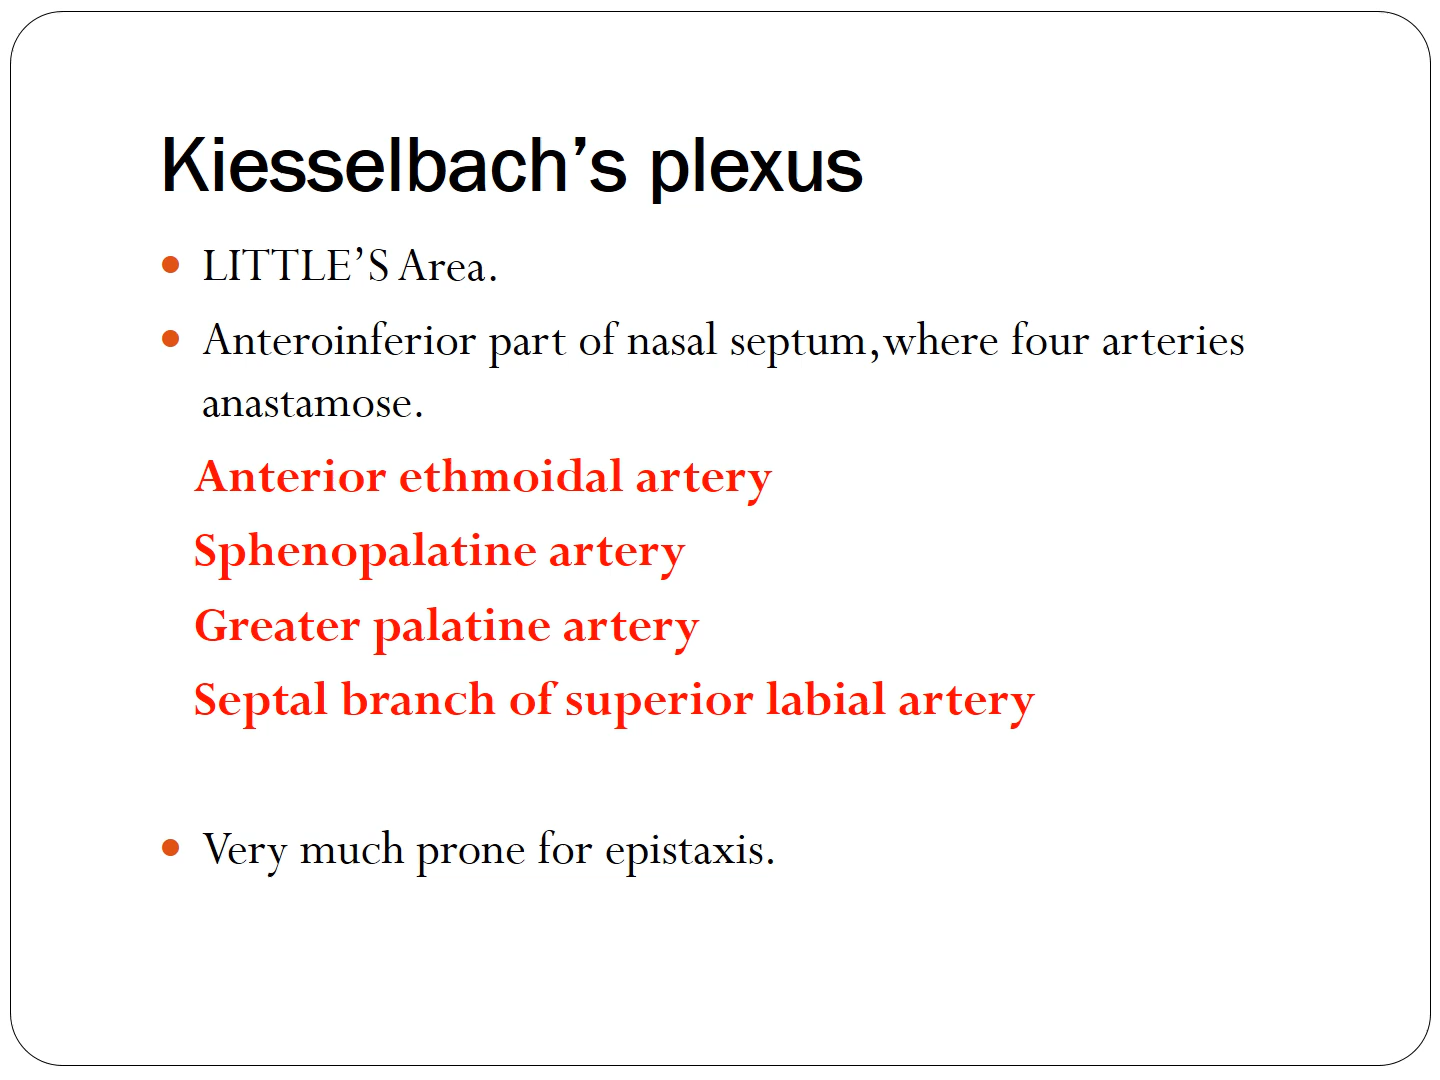 Kiesselbach’s plexus
LITTLE’S Area.
Anteroinferior part of nasal septum,where four arteries
anastamose.
Anterior ethmoidal artery
Sphenopalatine artery
Greater palatine artery
Septal branch of superior labial artery
Very much prone for epistaxis.